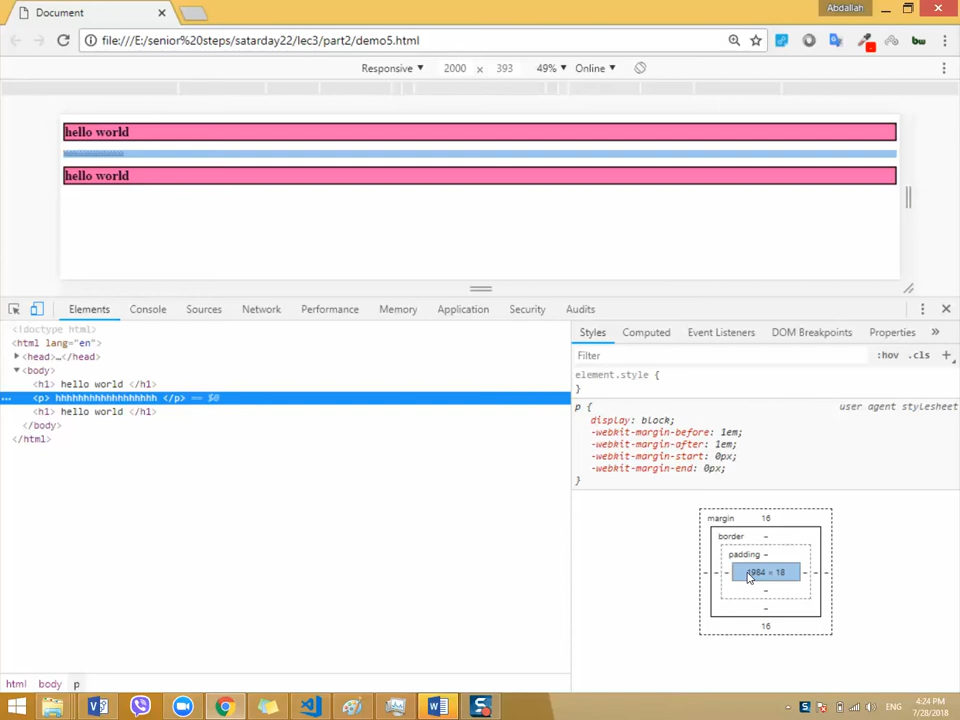 Document
Abdallah
file:///E:/senior%20steps/satarday22/lec3/part2/demo5.html
bw
Responsive 2000 x 393 49% Online
hello world
hello world
Elements Console Sources Network Performance Memory Application Security Audits
<!doctype html>
<html lang="en">
<head>…</head>
<body>
<h1> hello world </h1>
... <p> hhhhhhhhhhhhhhhhhh </p> == $0
<h1> hello world </h1>
</body>
</html>
html body p
Styles Computed Event Listeners DOM Breakpoints Properties »
Filter :hov .cls +
element.style {
}
p { user agent stylesheet
display: block;
-webkit-margin-before: 1em;
-webkit-margin-after: 1em;
-webkit-margin-start: 0px;
-webkit-margin-end: 0px;
}
margin 16
border -
padding -
- - - 1984 × 18 - - -
-
-
16
ENG
4:24 PM
7/28/2018